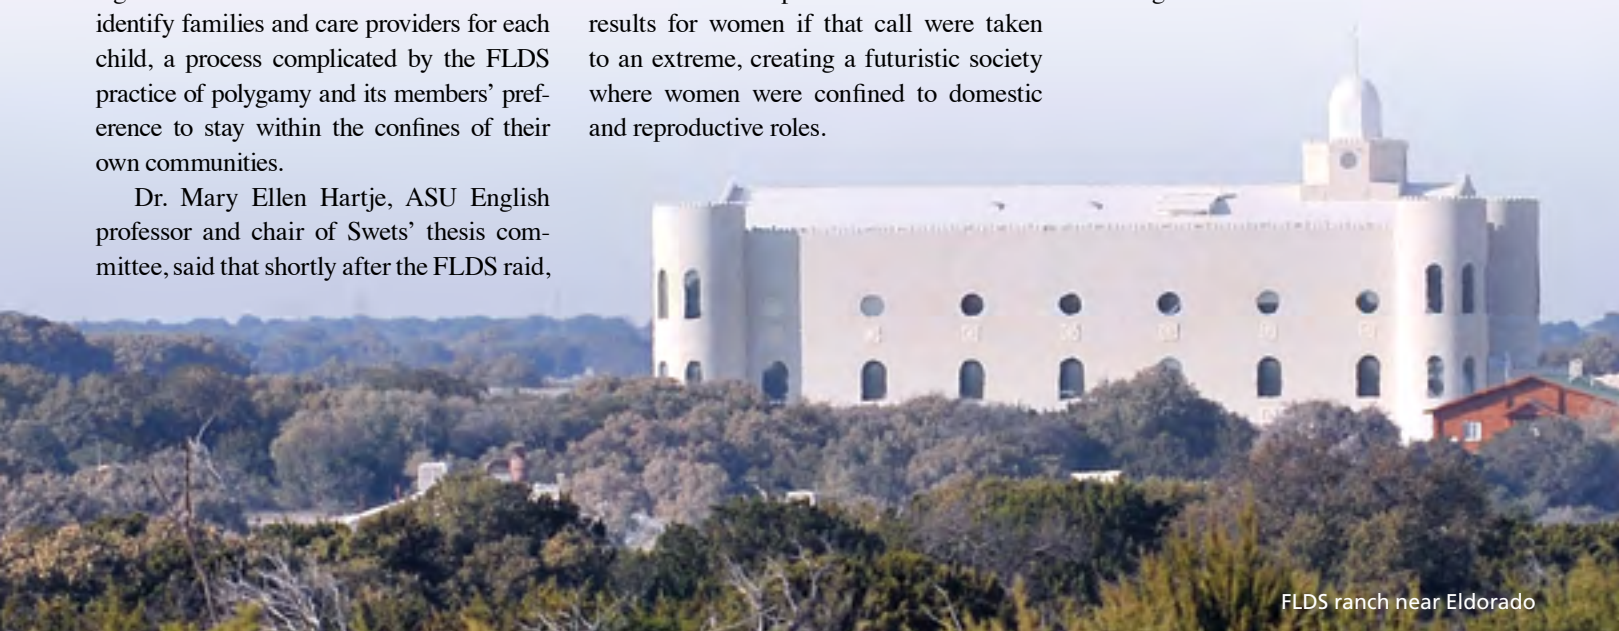 identify families and care providers for each
child, a process complicated by the FLDS
practice of polygamy and its members’ pref-
erence to stay within the confines of their
own communities.
Dr. Mary Ellen Hartje, ASU English
professor and chair of Swets’ thesis com-
mittee, said that shortly after the FLDS raid,
results for women if that call were taken
to an extreme, creating a futuristic society
where women were confined to domestic
and reproductive roles.
FLDS ranch near Eldorado